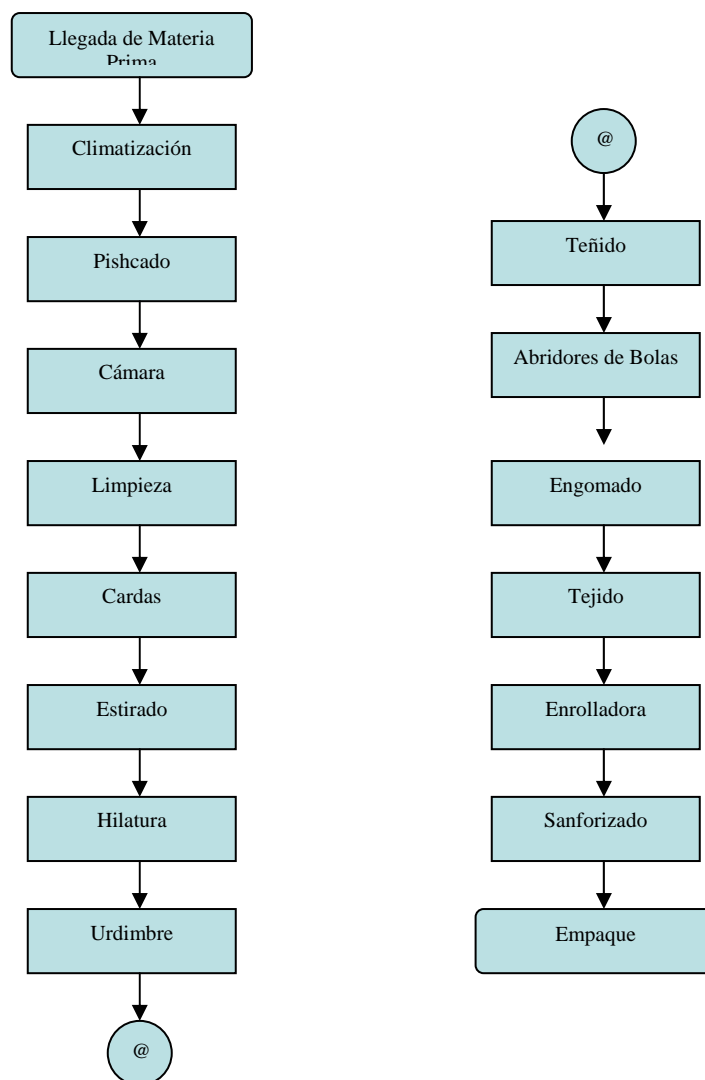 Llegada de Materia
Prima
Climatización
Pishcado
Cámara
Limpieza
Cardas
Estirado
Hilatura
Urdimbre
@
@
Teñido
Abridores de Bolas
Engomado
Tejido
Enrolladora
Sanforizado
Empaque